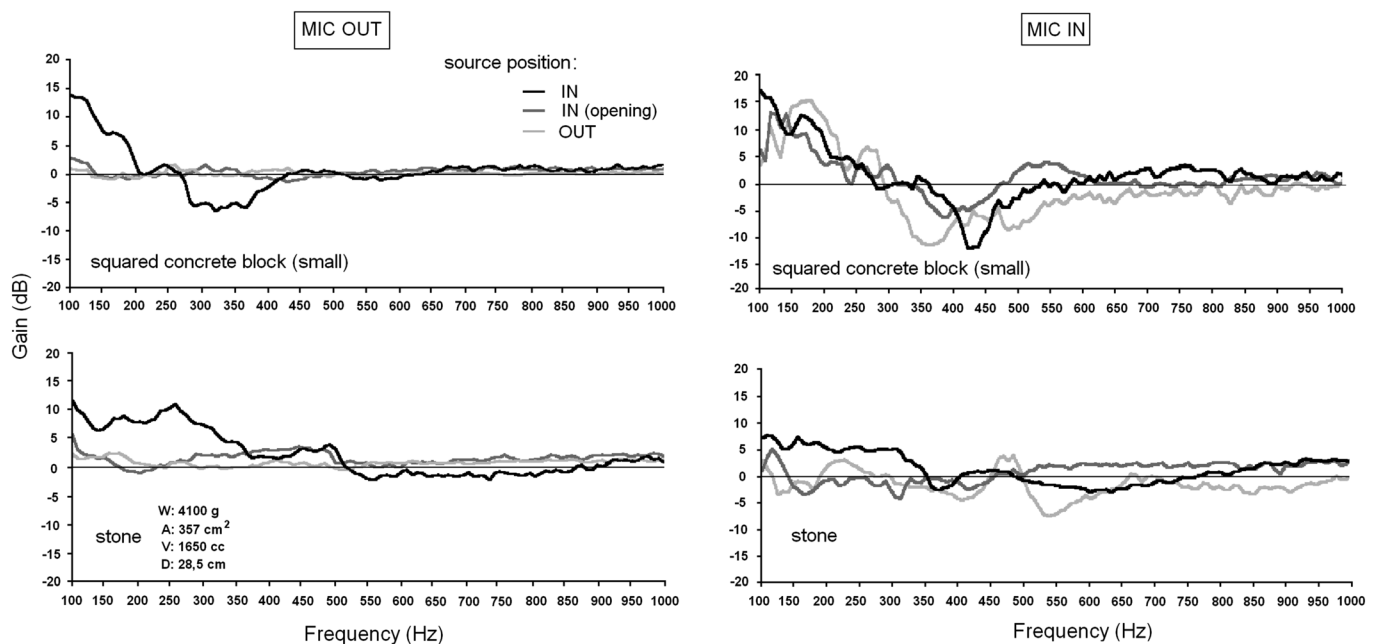 MIC OUT
MIC IN
source position:
IN
IN (opening)
OUT
20
15
10
5
0
-5
-10
-15
-20
squared concrete block (small)
100 150 200 250 300 350 400 450 500 550 600 650 700 750 800 850 900 950 1000
20
15
10
5
0
-5
-10
-15
-20
squared concrete block (small)
100 150 200 250 300 350 400 450 500 550 600 650 700 750 800 850 900 950 1000
Gain (dB)
20
15
10
5
0
-5
-10
-15
-20
stone
W: 4100 g
A: 357 cm²
V: 1650 cc
D: 28,5 cm
100 150 200 250 300 350 400 450 500 550 600 650 700 750 800 850 900 950 1000
20
15
10
5
0
-5
-10
-15
-20
stone
100 150 200 250 300 350 400 450 500 550 600 650 700 750 800 850 900 950 1000
Frequency (Hz)
Frequency (Hz)